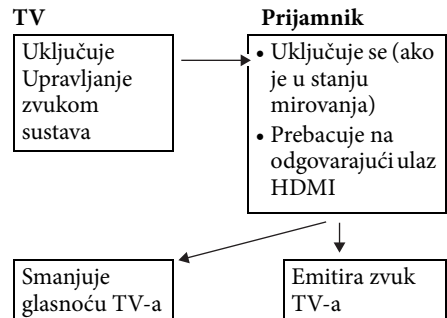 TV
Prijamnik
Uključuje
Upravljanje
zvukom
sustava
• Uključuje se (ako
je u stanju
mirovanja)
• Prebacuje na
odgovarajući ulaz
HDMI
Smanjuje
glasnoću TV-a
Emitira zvuk
TV-a